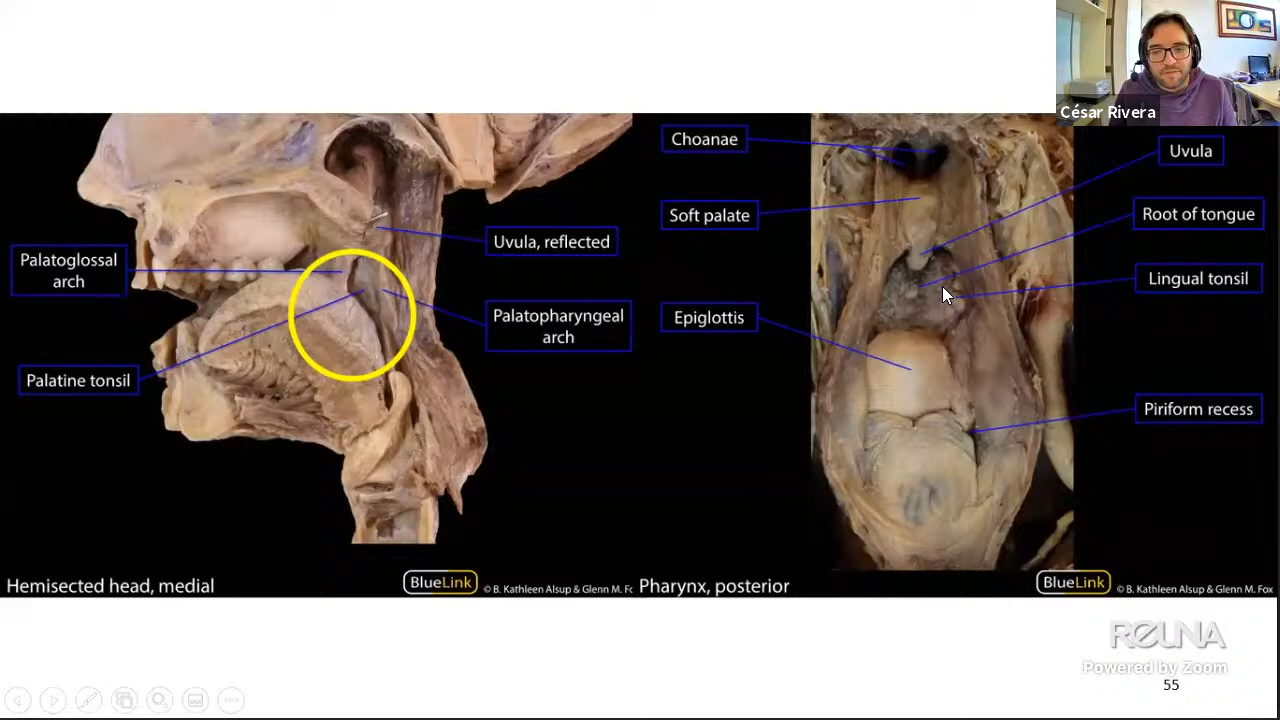 César Rivera
Palatoglossal
arch
Palatine tonsil
Uvula, reflected
Palatopharyngeal
arch
Hemisected head, medial
BlueLink
© B. Kathleen Alsup & Glenn M. Fo
Choanae
Soft palate
Epiglottis
Uvula
Root of tongue
Lingual tonsil
Piriform recess
Pharynx, posterior
BlueLink
© B. Kathleen Alsup & Glenn M. Fox
REUNA
Powered by Zoom
55